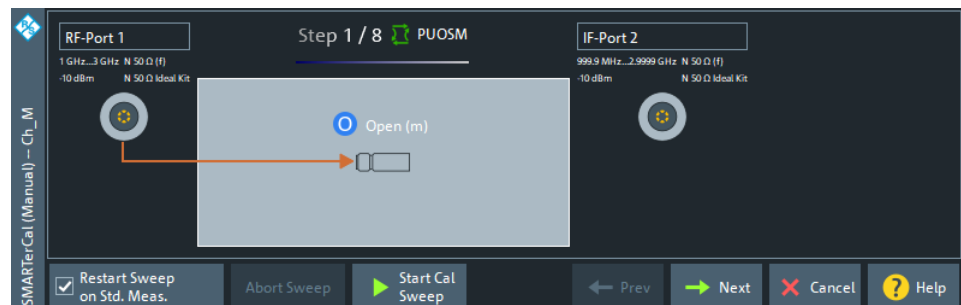 R&S
SMARTerCal (Manual) – Ch_M
RF-Port 1
1 GHz...3 GHz N 50 Ω (f)
-10 dBm N 50 Ω Ideal Kit
Step 1 / 8 PUOSM
IF-Port 2
999.9 MHz...2.9999 GHz N 50 Ω (f)
-10 dBm N 50 Ω Ideal Kit
O Open (m)
Restart Sweep
on Std. Meas.
Abort Sweep
Start Cal
Sweep
Prev
Next
Cancel
? Help